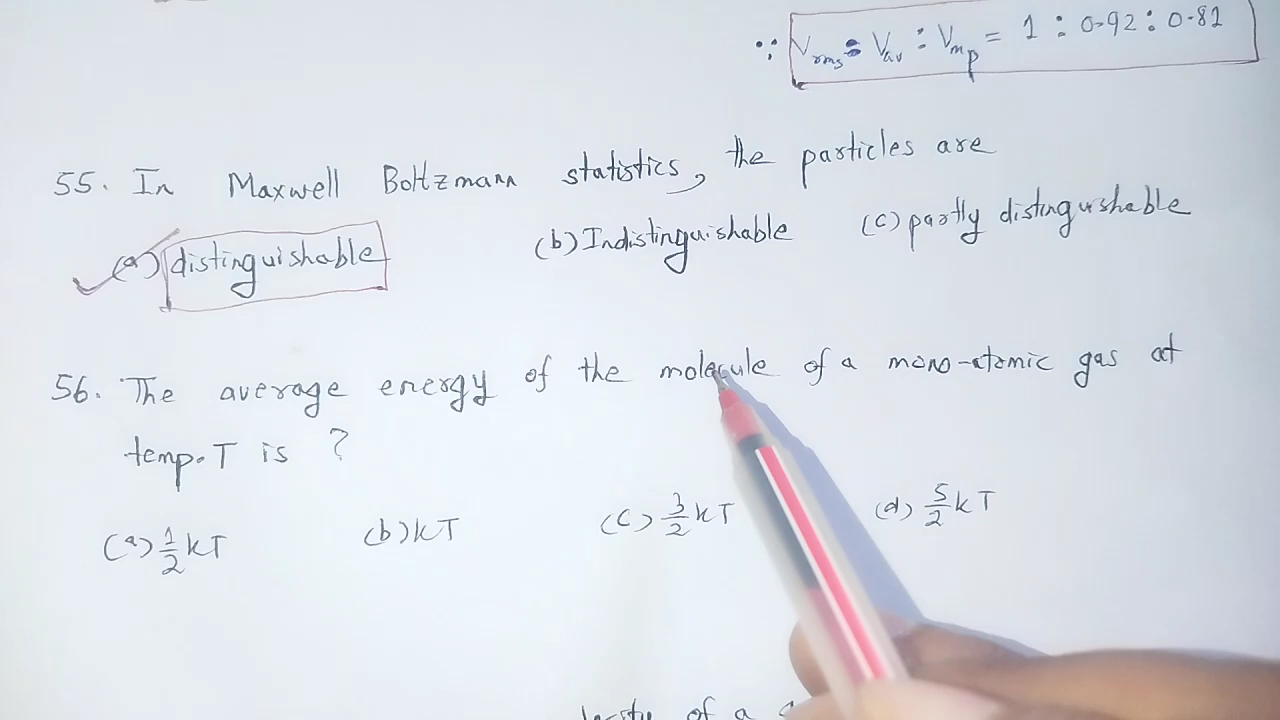 ∵ Vrms : Vav : Vmp = 1 : 0.92 : 0.82
55. In Maxwell Boltzmann statistics, the particles are
(a) distinguishable (b) Indistinguishable (c) partly distinguishable
56. The average energy of the molecule of a mono-atomic gas at
temp. T is ?
(a) 1/2 kT (b) kT (c) 3/2 kT (d) 5/2 kT
of a